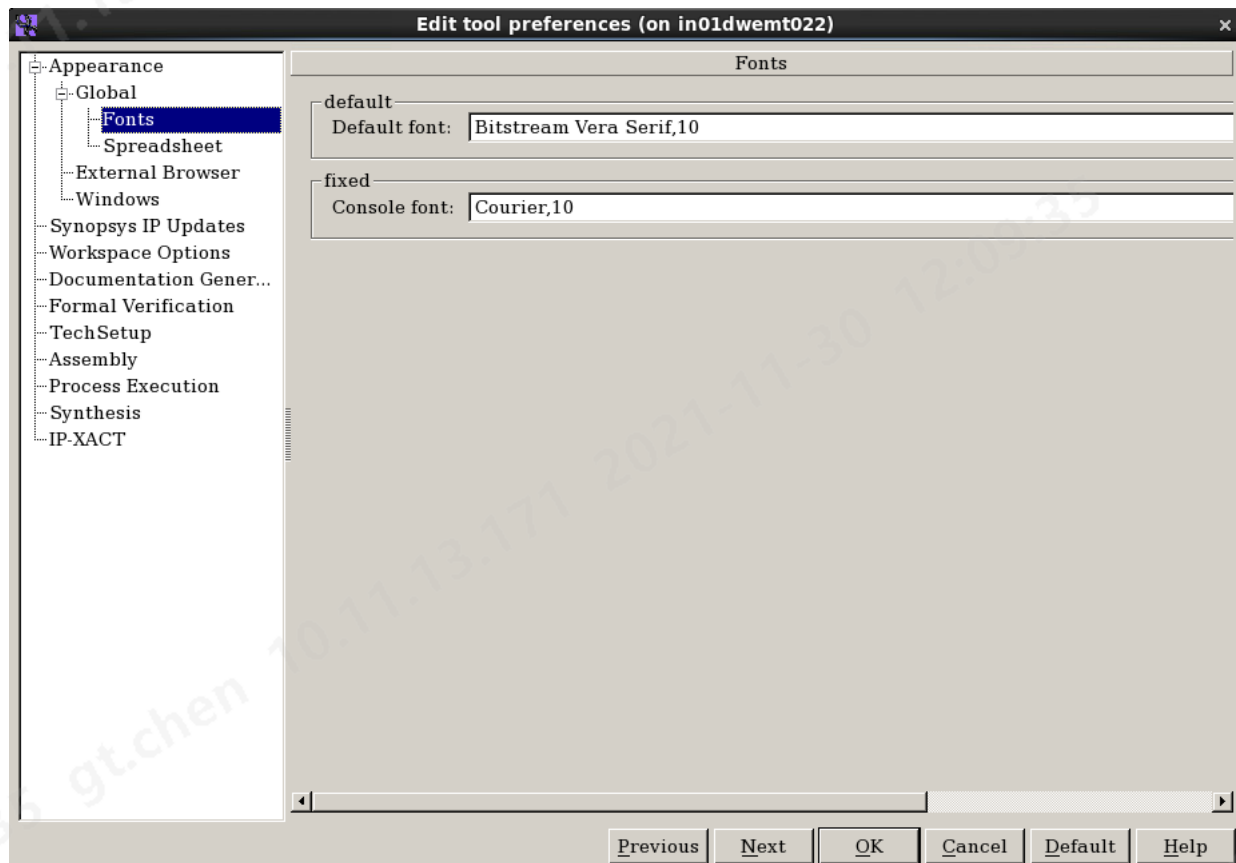 Edit tool preferences (on in01dwemt022)
Appearance
Global
Fonts
Spreadsheet
External Browser
Windows
Synopsys IP Updates
Workspace Options
Documentation Gener...
Formal Verification
TechSetup
Assembly
Process Execution
Synthesis
IP-XACT
Fonts
default
Default font: Bitstream Vera Serif,10
fixed
Console font: Courier,10
gt.chen 10.11.13.171 2021-11-30 12:09:35
Previous Next OK Cancel Default Help